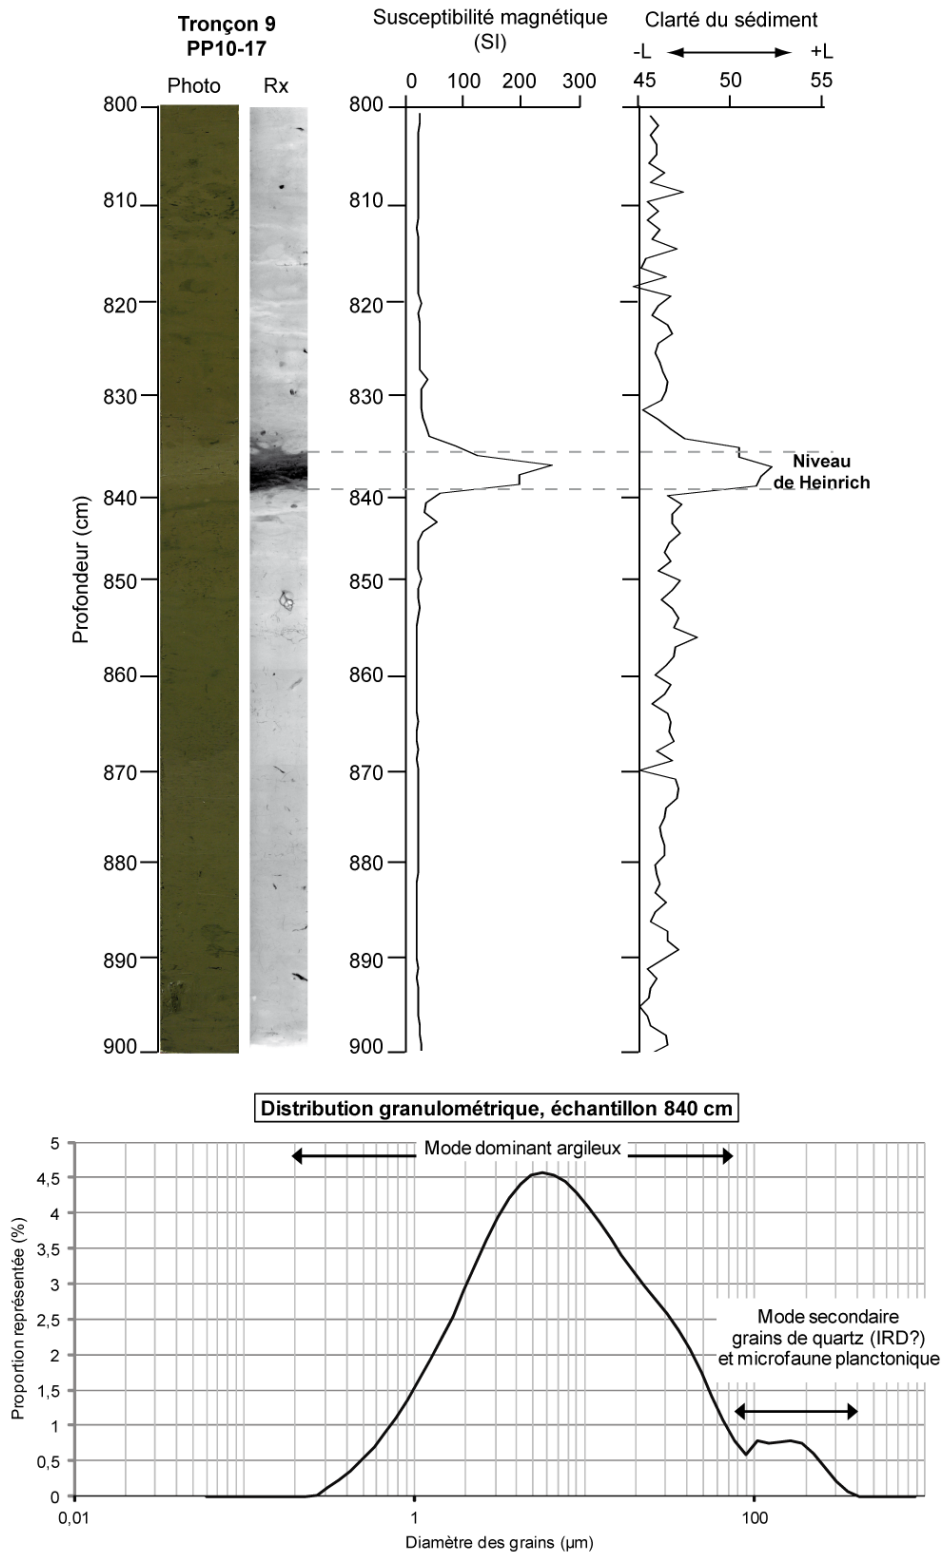 Tronçon 9
PP10-17
Photo Rx
Susceptibilité magnétique
(SI)
0 100 200 300
Clarté du sédiment
-L +L
45 50 55
Profondeur (cm)
800
810
820
830
840
850
860
870
880
890
900
800
810
820
830
840
850
860
870
880
890
900
Niveau
de Heinrich
Distribution granulométrique, échantillon 840 cm
Mode dominant argileux
Mode secondaire
grains de quartz (IRD?)
et microfaune planctonique
Proportion représentée (%)
5
4,5
4
3,5
3
2,5
2
1,5
1
0,5
0
0,01 1 100
Diamètre des grains (µm)